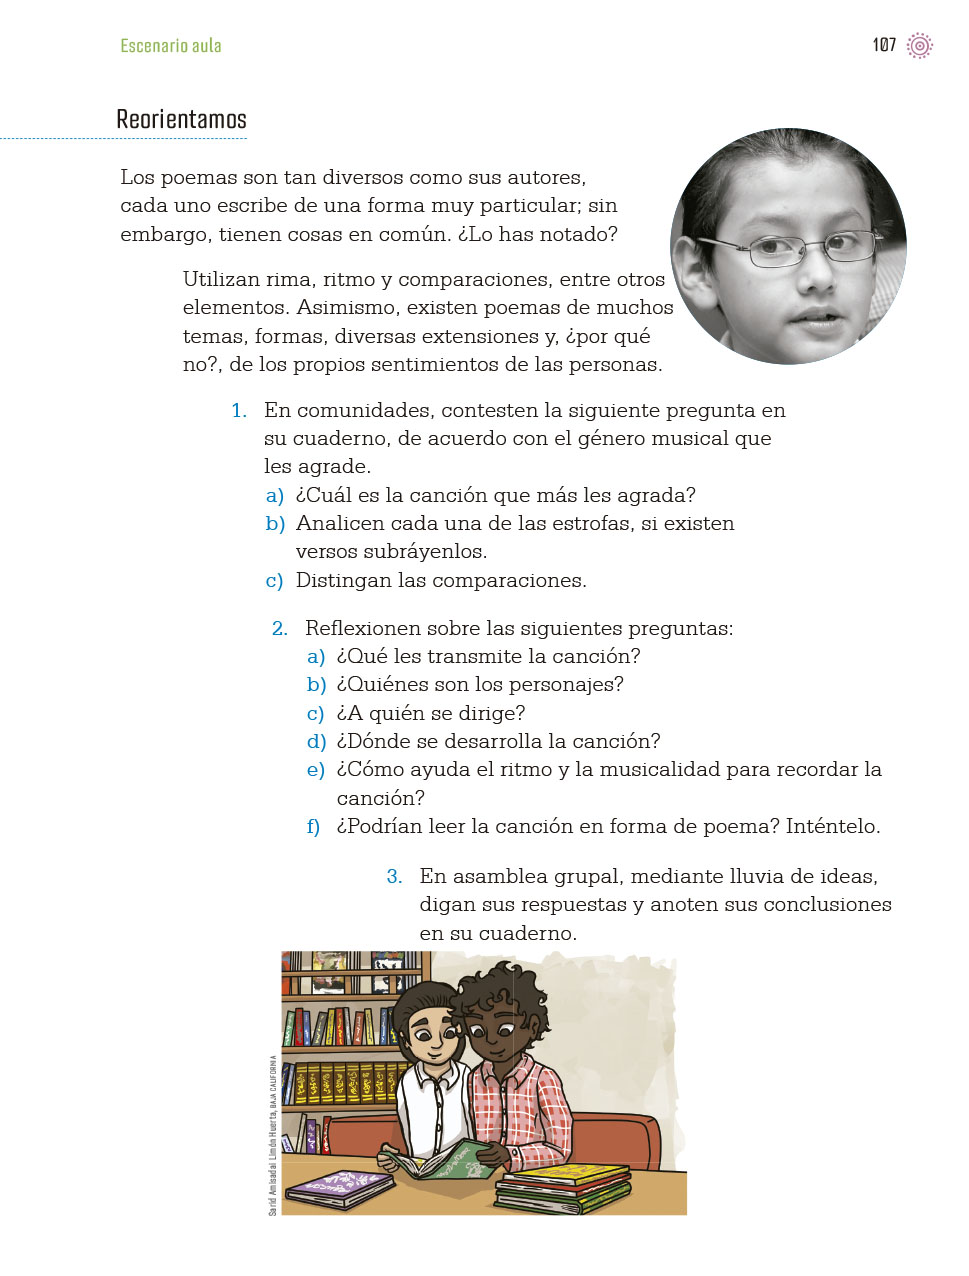 Escenario aula
107
Reorientamos
Los poemas son tan diversos como sus autores,
cada uno escribe de una forma muy particular; sin
embargo, tienen cosas en común. ¿Lo has notado?
Utilizan rima, ritmo y comparaciones, entre otros
elementos. Asimismo, existen poemas de muchos
temas, formas, diversas extensiones y, ¿por qué
no?, de los propios sentimientos de las personas.
1. En comunidades, contesten la siguiente pregunta en
su cuaderno, de acuerdo con el género musical que
les agrade.
a) ¿Cuál es la canción que más les agrada?
b) Analicen cada una de las estrofas, si existen
versos subráyenlos.
c) Distingan las comparaciones.
2. Reflexionen sobre las siguientes preguntas:
a) ¿Qué les transmite la canción?
b) ¿Quiénes son los personajes?
c) ¿A quién se dirige?
d) ¿Dónde se desarrolla la canción?
e) ¿Cómo ayuda el ritmo y la musicalidad para recordar la
canción?
f) ¿Podrían leer la canción en forma de poema? Inténtelo.
3. En asamblea grupal, mediante lluvia de ideas,
digan sus respuestas y anoten sus conclusiones
en su cuaderno.
Sarid Amisadai Limón Huerta, BAJA CALIFORNIA